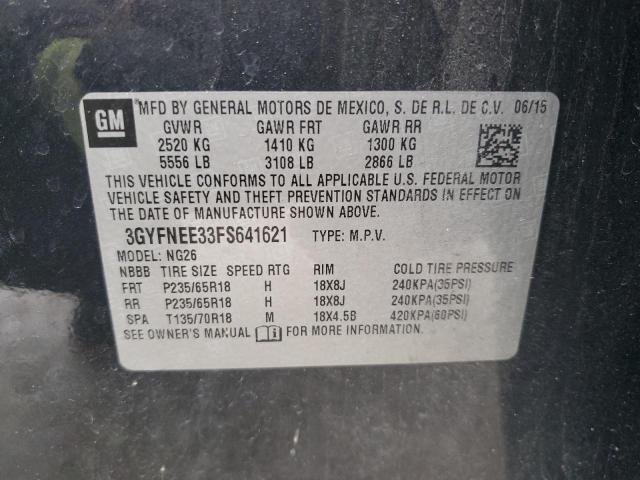 GM
MFD BY GENERAL MOTORS DE MEXICO, S. DE R.L. DE C.V. 06/15
GVWR GAWR FRT GAWR RR
2520 KG 1410 KG 1300 KG
5556 LB 3108 LB 2866 LB
THIS VEHICLE CONFORMS TO ALL APPLICABLE U.S. FEDERAL MOTOR
VEHICLE SAFETY AND THEFT PREVENTION STANDARDS IN EFFECT ON
THE DATE OF MANUFACTURE SHOWN ABOVE.
3GYFNEE33FS641621 TYPE: M.P.V.
MODEL: NG26
NBBB TIRE SIZE SPEED RTG RIM COLD TIRE PRESSURE
FRT P235/65R18 H 18X8J 240KPA(35PSI)
RR P235/65R18 H 18X8J 240KPA(35PSI)
SPA T135/70R18 M 18X4.5B 420KPA(60PSI)
SEE OWNER'S MANUAL FOR MORE INFORMATION.